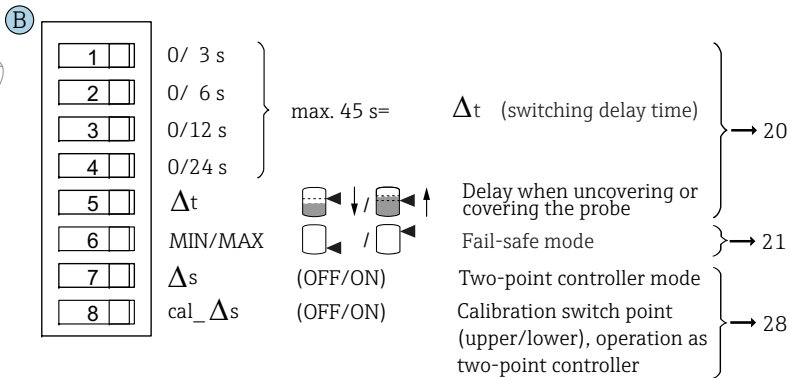 B
1 0/ 3 s
2 0/ 6 s
max. 45 s= Δt (switching delay time)
3 0/12 s
→ 20
4 0/24 s
5 Δt / Delay when uncovering or
covering the probe
6 MIN/MAX / Fail-safe mode → 21
7 Δs (OFF/ON) Two-point controller mode
8 cal_ Δs (OFF/ON) Calibration switch point
(upper/lower), operation as → 28
two-point controller